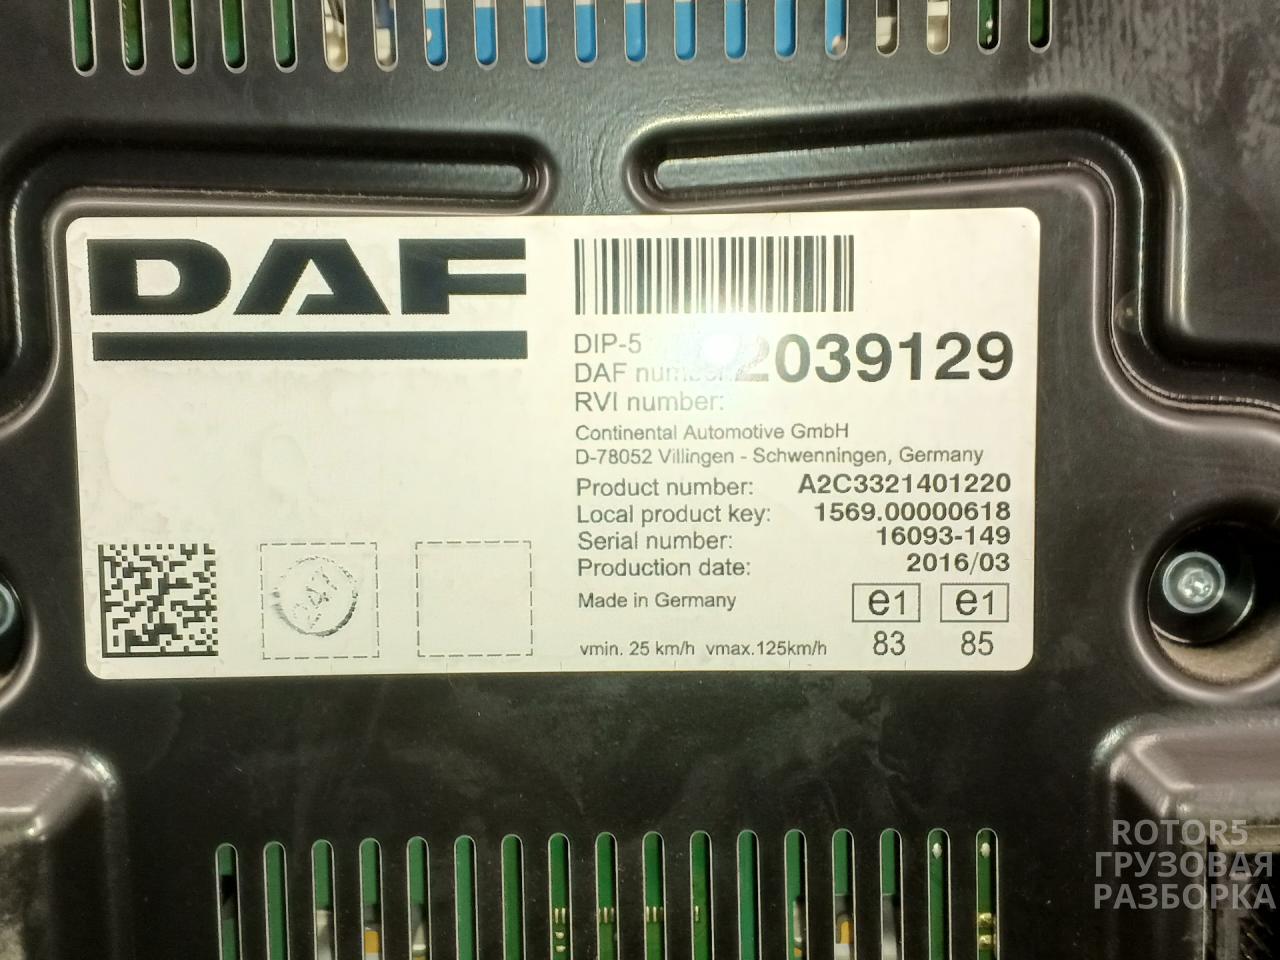 DAF
DIP-5
DAF number: 2039129
RVI number:
Continental Automotive GmbH
D-78052 Villingen - Schwenningen, Germany
Product number: A2C3321401220
Local product key: 1569.00000618
Serial number: 16093-149
Production date: 2016/03
Made in Germany
e1 e1
83 85
vmin. 25 km/h vmax.125km/h
247
ROTOR5
ГРУЗОВАЯ
РАЗБОРКА